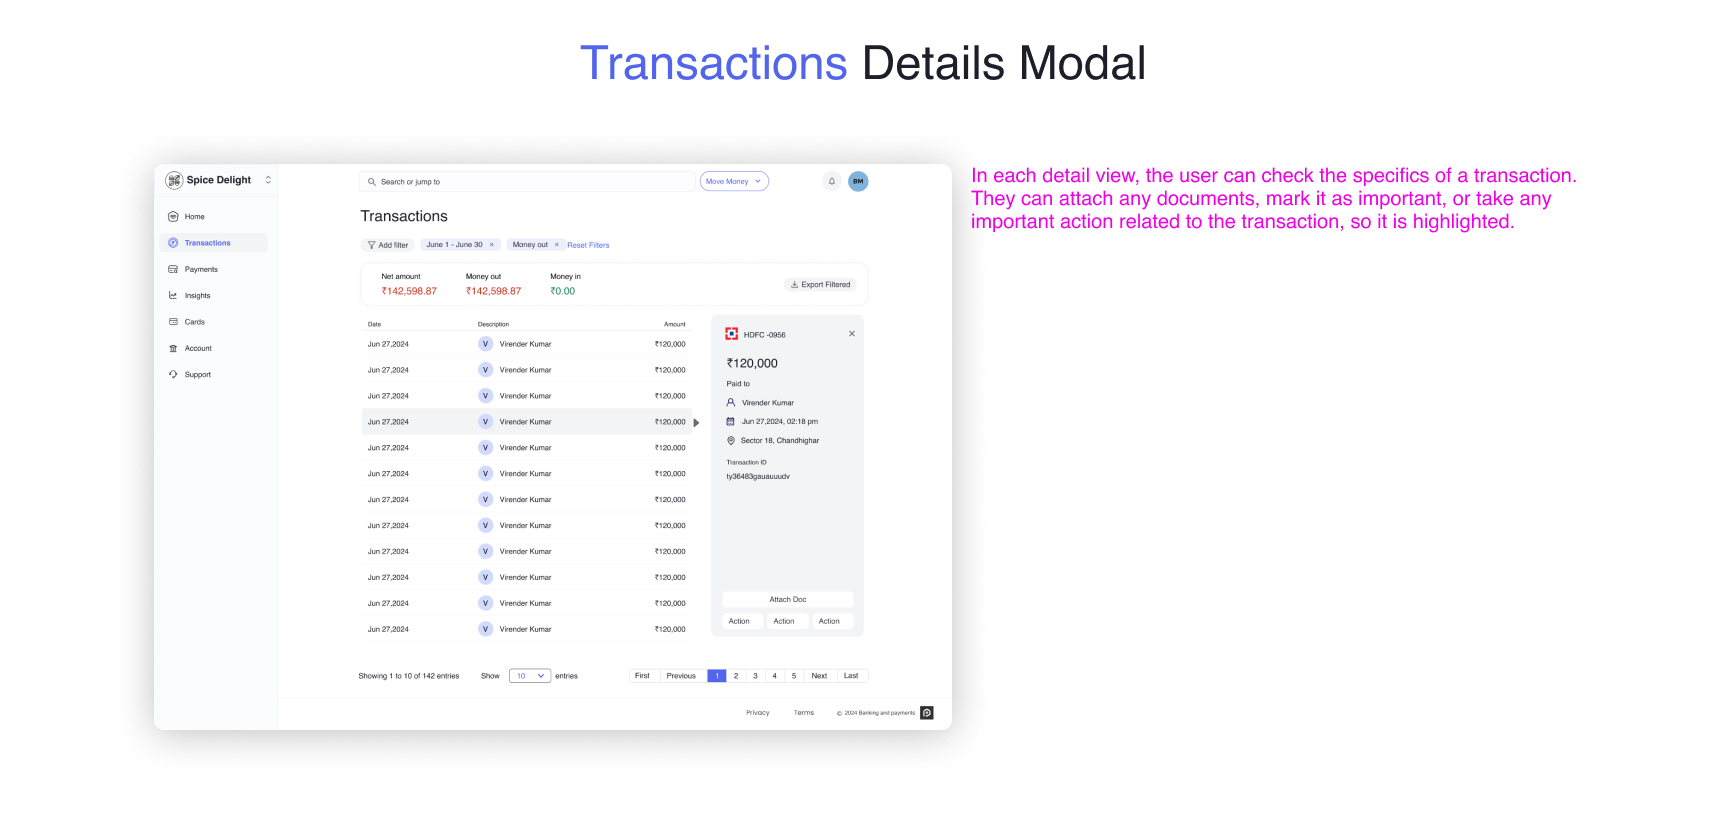 Transactions Details Modal
Spice Delight
Search or jump to
Move Money
BM
In each detail view, the user can check the specifics of a transaction.
They can attach any documents, mark it as important, or take any
important action related to the transaction, so it is highlighted.
Home
Transactions
Payments
Insights
Cards
Account
Support
Transactions
Add filter
June 1 - June 30 ×
Money out ×
Reset Filters
Net amount Money out Money in
₹142,598.87 ₹142,598.87 ₹0.00
Export Filtered
Date Description Amount
Jun 27,2024 V Virender Kumar ₹120,000
Jun 27,2024 V Virender Kumar ₹120,000
Jun 27,2024 V Virender Kumar ₹120,000
Jun 27,2024 V Virender Kumar ₹120,000
Jun 27,2024 V Virender Kumar ₹120,000
Jun 27,2024 V Virender Kumar ₹120,000
Jun 27,2024 V Virender Kumar ₹120,000
Jun 27,2024 V Virender Kumar ₹120,000
Jun 27,2024 V Virender Kumar ₹120,000
Jun 27,2024 V Virender Kumar ₹120,000
Jun 27,2024 V Virender Kumar ₹120,000
Jun 27,2024 V Virender Kumar ₹120,000
HDFC -0956
₹120,000
Paid to
Virender Kumar
Jun 27,2024, 02:18 pm
Sector 18, Chandhighar
Transaction ID
ty36483gauauuudv
Attach Doc
Action Action Action
Showing 1 to 10 of 142 entries Show 10 entries
First Previous 1 2 3 4 5 Next Last
Privacy Terms © 2024 Banking and payments